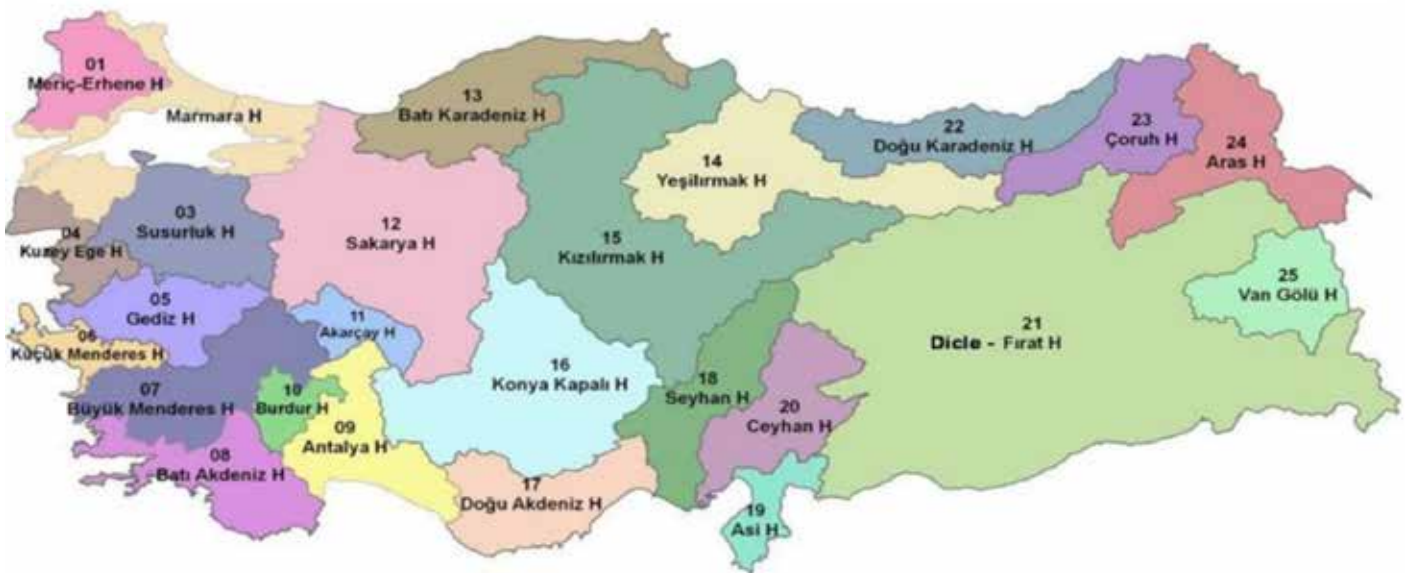 01
Meriç-Erhene H
Marmara H
03
Susurluk H
04
Kuzey Ege H
05
Gediz H
06
Küçük Menderes H
07
Büyük Menderes H
08
Batı Akdeniz H
09
Antalya H
10
Burdur H
11
Akarçay H
12
Sakarya H
13
Batı Karadeniz H
14
Yeşilırmak H
15
Kızılırmak H
16
Konya Kapalı H
17
Doğu Akdeniz H
18
Seyhan H
19
Asi H
20
Ceyhan H
21
Dicle - Fırat H
22
Doğu Karadeniz H
23
Çoruh H
24
Aras H
25
Van Gölü H